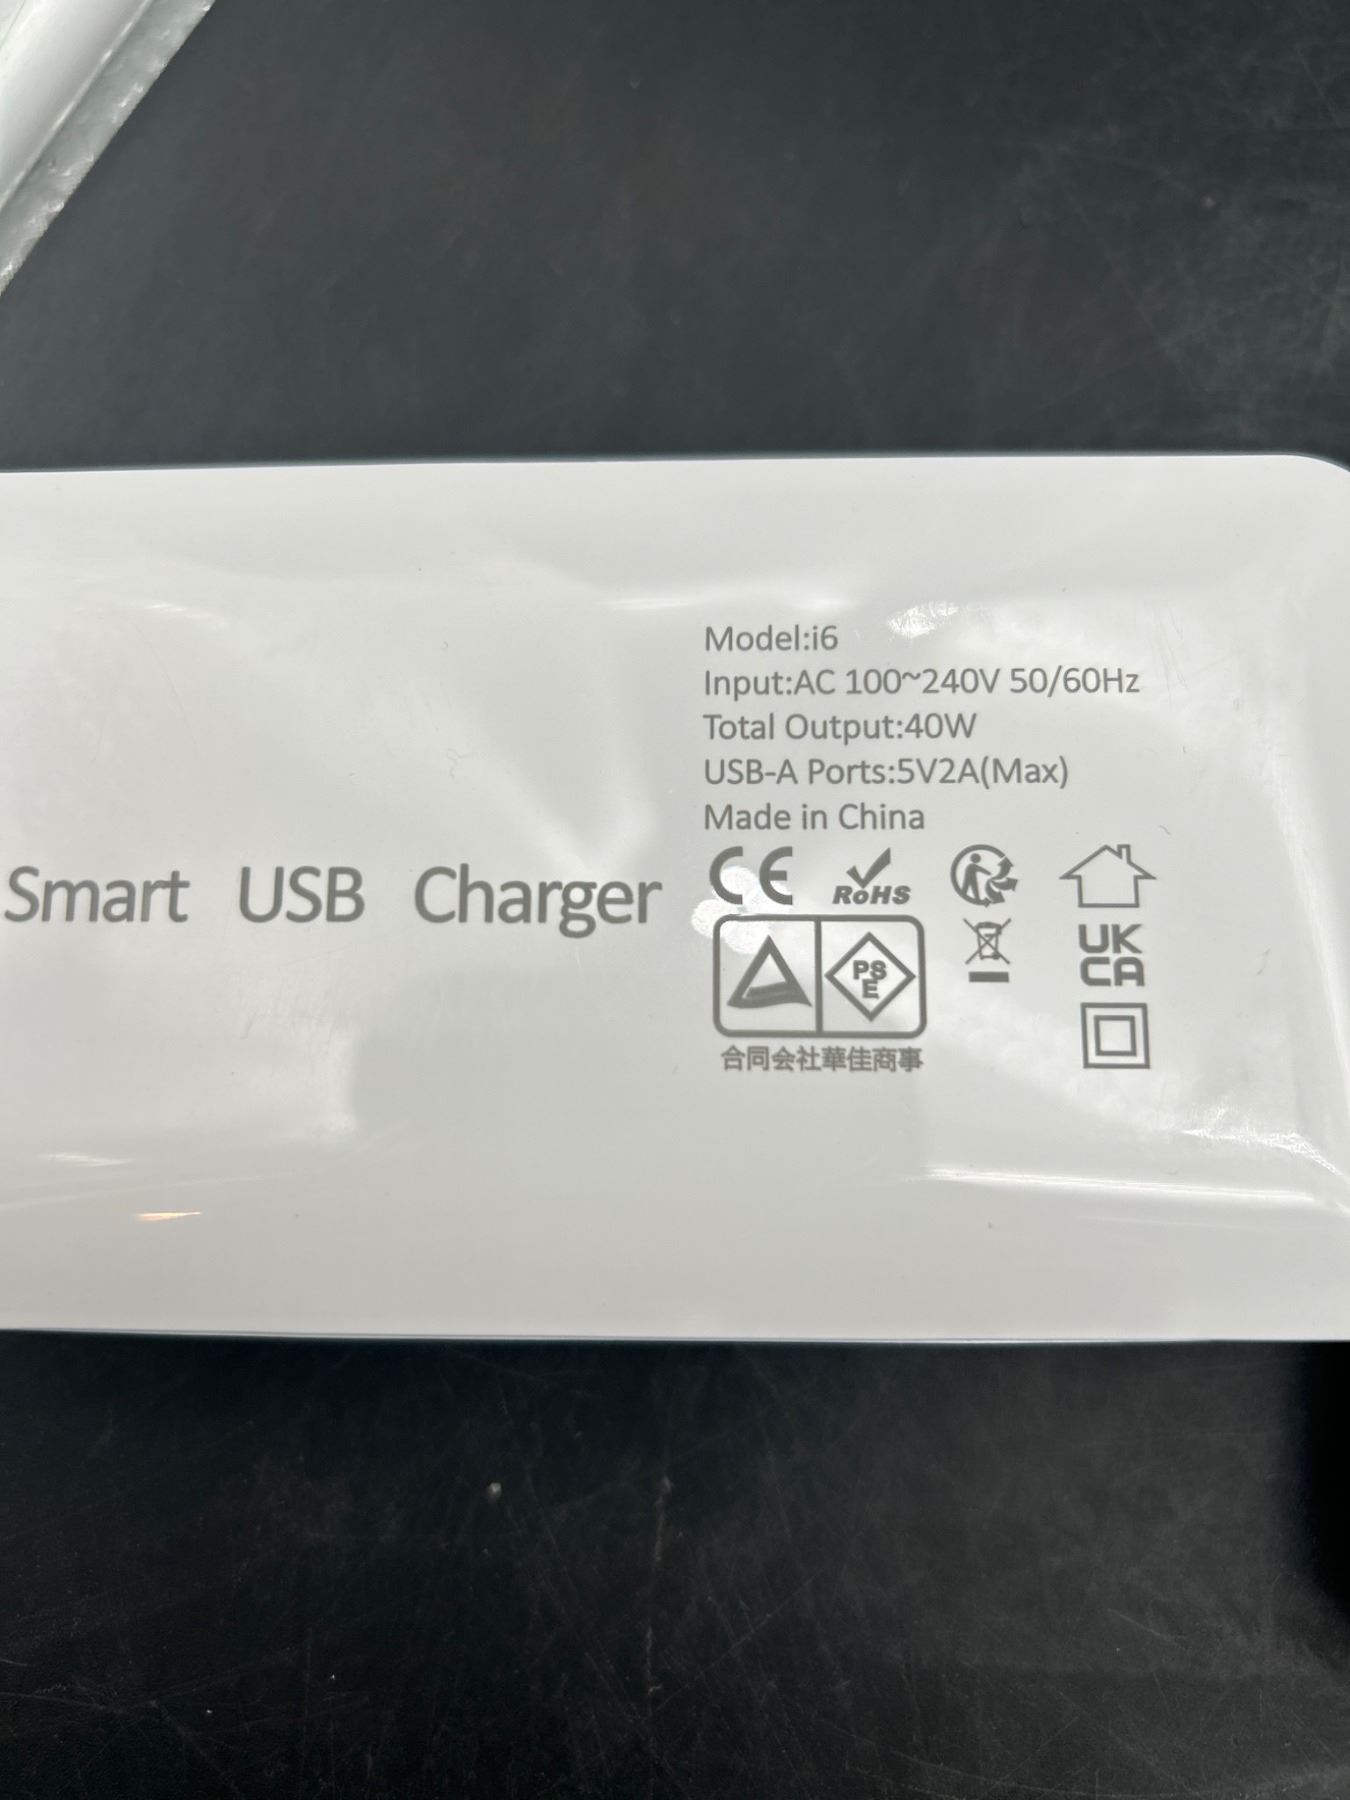 Smart USB Charger
Model:i6
Input:AC 100~240V 50/60Hz
Total Output:40W
USB-A Ports:5V2A(Max)
Made in China
CE
RoHS
UK
CA
PS
E
合同会社華佳商事